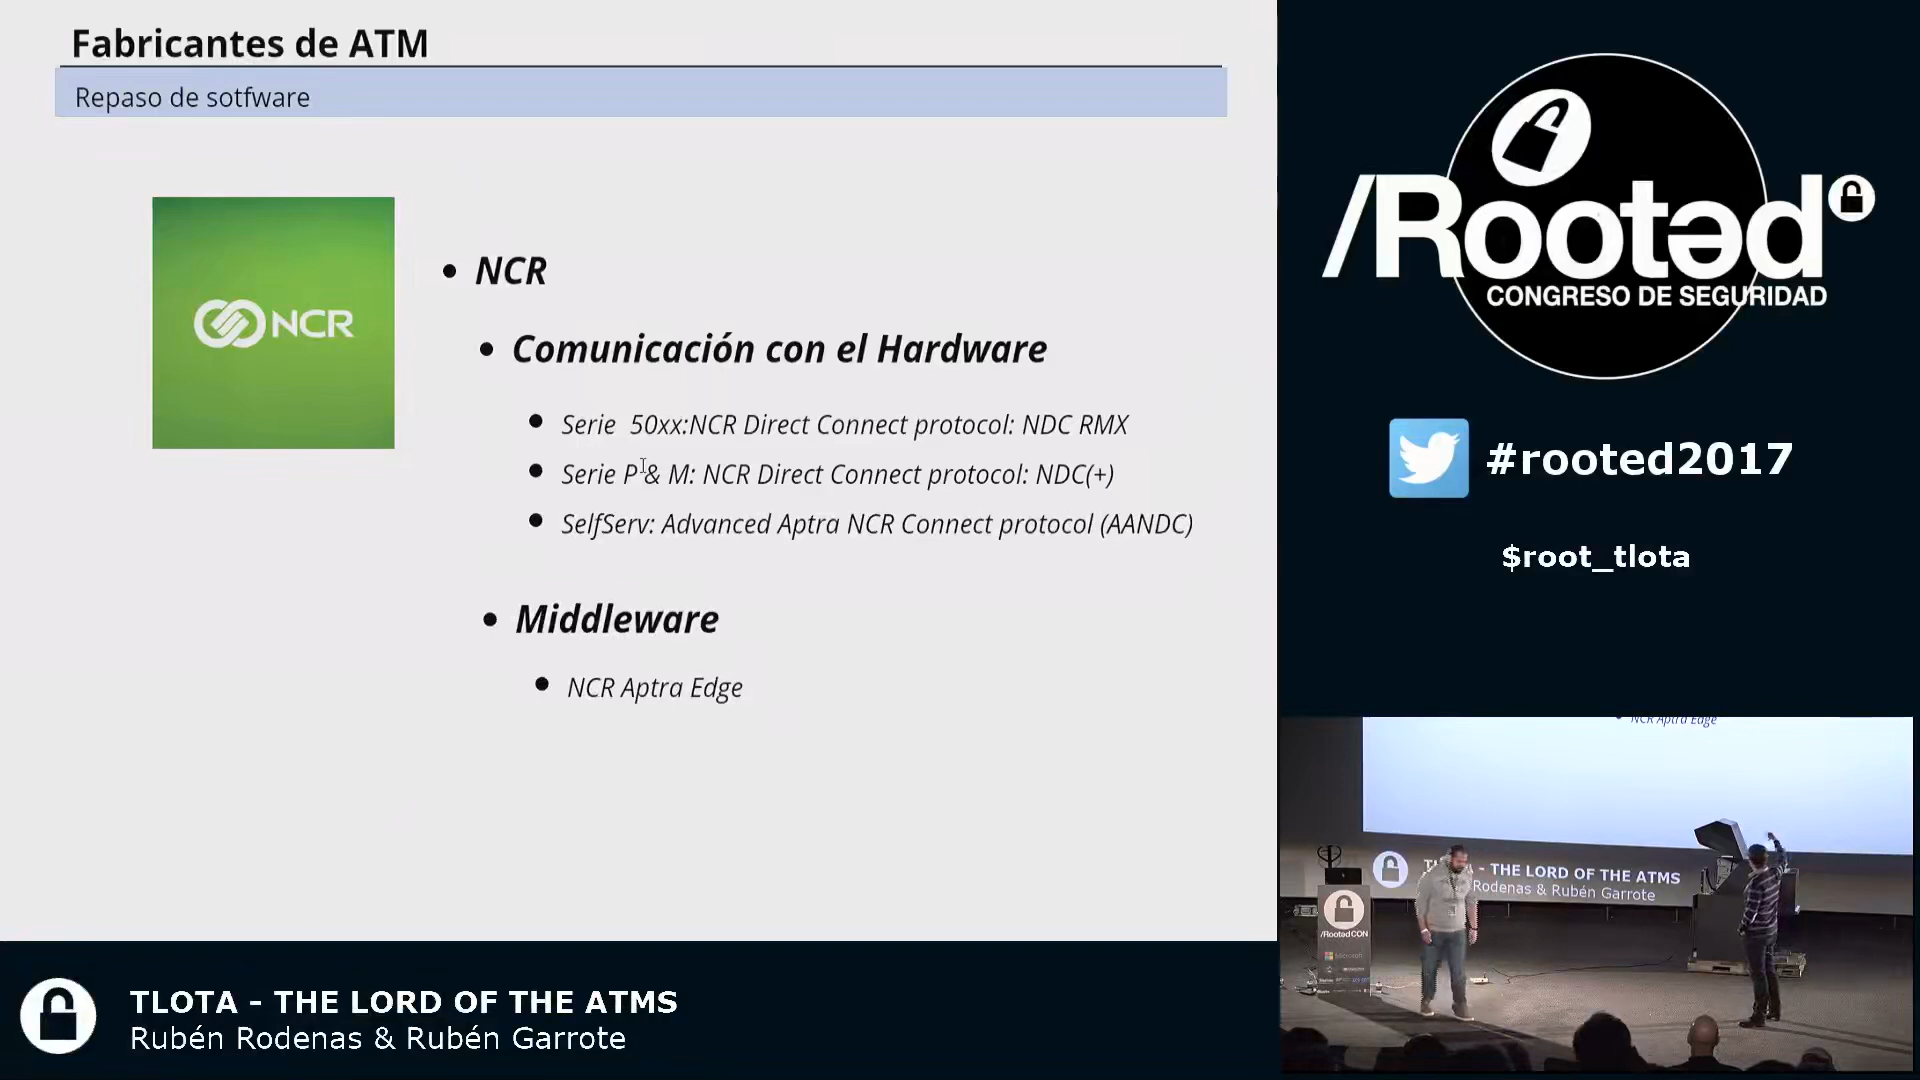 Fabricantes de ATM
Repaso de sotfware
NCR
NCR
Comunicación con el Hardware
Serie 50xx:NCR Direct Connect protocol: NDC RMX
Serie P & M: NCR Direct Connect protocol: NDC(+)
SelfServ: Advanced Aptra NCR Connect protocol (AANDC)
Middleware
NCR Aptra Edge
/Rootəd
CONGRESO DE SEGURIDAD
#rooted2017
$root_tlota
NCR Aptra Edge
- THE LORD OF THE ATMS
Rodenas & Rubén Garrote
/RootedCON
Microsoft
TLOTA - THE LORD OF THE ATMS
Rubén Rodenas & Rubén Garrote